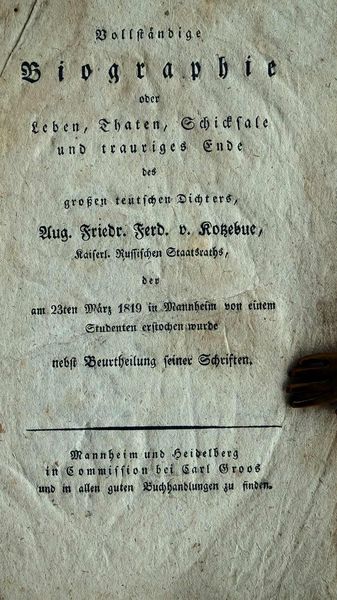 Vollständige
Biographie
oder
Leben, Thaten, Schicksale
und trauriges Ende
des
großen teutschen Dichters,
Aug. Friedr. Ferd. v. Kotzebue,
Kaiserl. Russischen Staatsraths,
der
am 23ten März 1819 in Mannheim von einem
Studenten erstochen wurde
nebst Beurtheilung seiner Schriften.
Mannheim und Heidelberg
in Commission bei Carl Groos
und in allen guten Buchhandlungen zu finden.